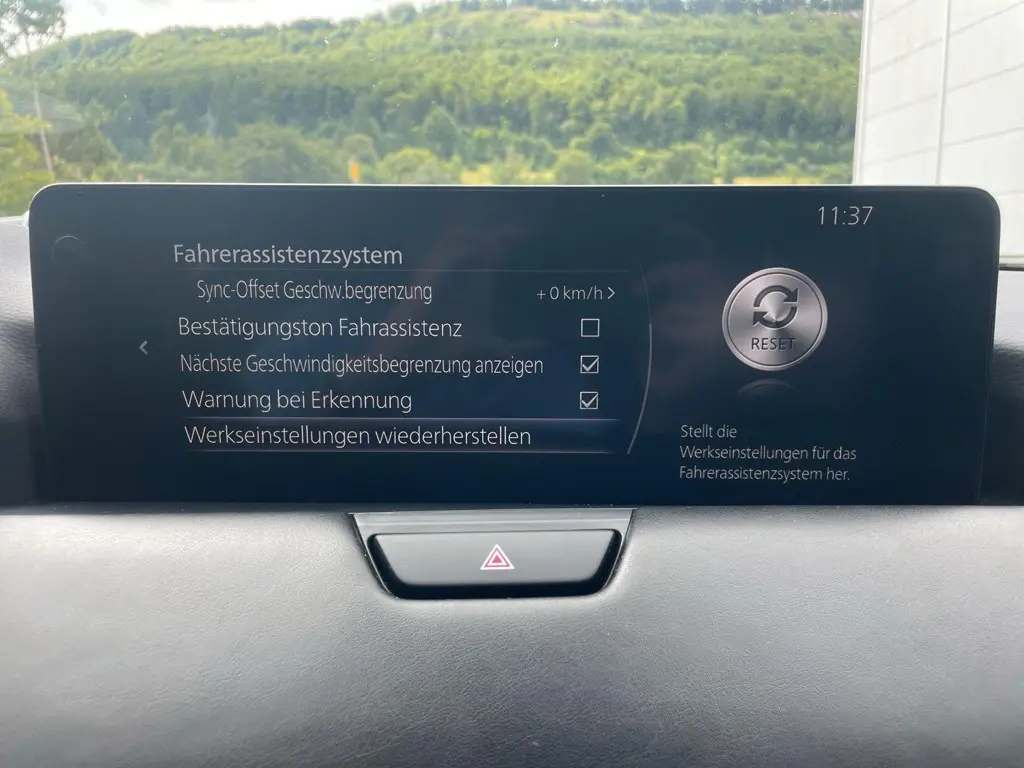 11:37
Fahrerassistenzsystem
Sync-Offset Geschw.begrenzung +0 km/h >
Bestätigungston Fahrassistenz
Nächste Geschwindigkeitsbegrenzung anzeigen
Warnung bei Erkennung
Werkseinstellungen wiederherstellen
RESET
Stellt die
Werkseinstellungen für das
Fahrerassistenzsystem her.